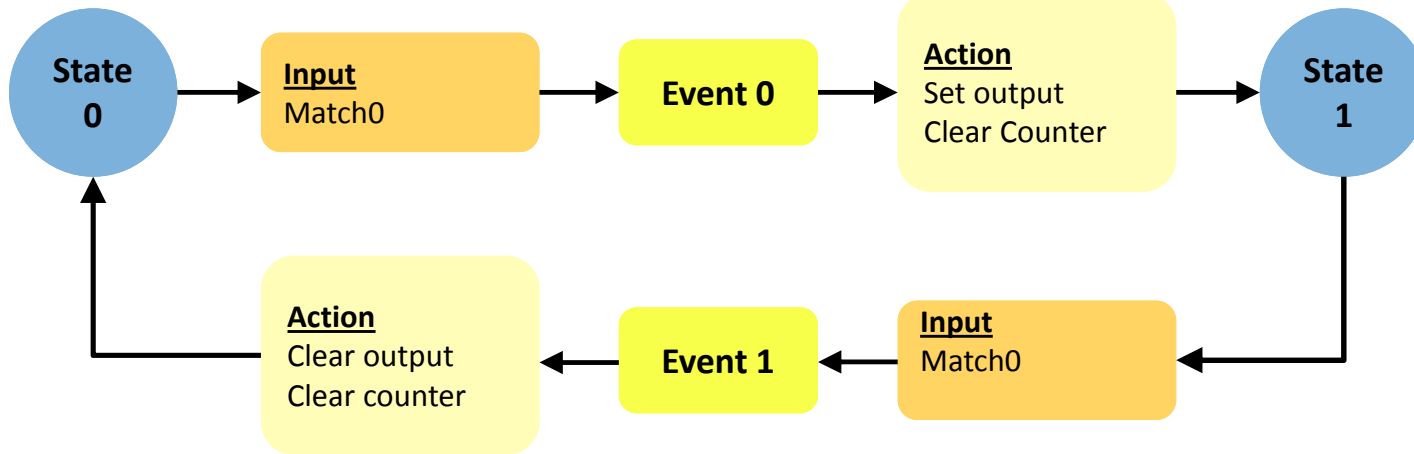 State
0
Input
Match0
Event 0
Action
Set output
Clear Counter
State
1
Action
Clear output
Clear counter
Event 1
Input
Match0